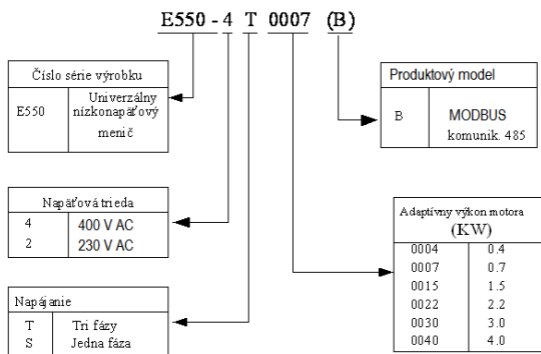 E550 - 4 T 0007 (B)
Číslo série výrobku
E550 Univerzálny
nízkonapäťový
menič
Produktový model
B MODBUS
komunik. 485
Napäťová trieda
4 400 V AC
2 230 V AC
Adaptívny výkon motora
(KW)
0004 0.4
0007 0.7
0015 1.5
0022 2.2
0030 3.0
0040 4.0
Napájanie
T Tri fázy
S Jedna fáza